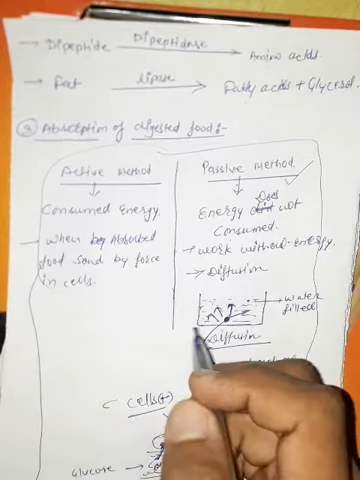 → Dipeptide Dipeptidase → Amino acids.
→ Fat Lipase → Fatty acids + Glycerol.
③ Absorption of digested food:-
Active Method
↓
Consumed Energy.
→ When Absorbed
food send by force
in cells.
Passive Method
↓
Energy Does not
Consumed.
→ work without energy.
→ Diffusion
→ water
filled
Diffusion
cells(+)
Glucose →